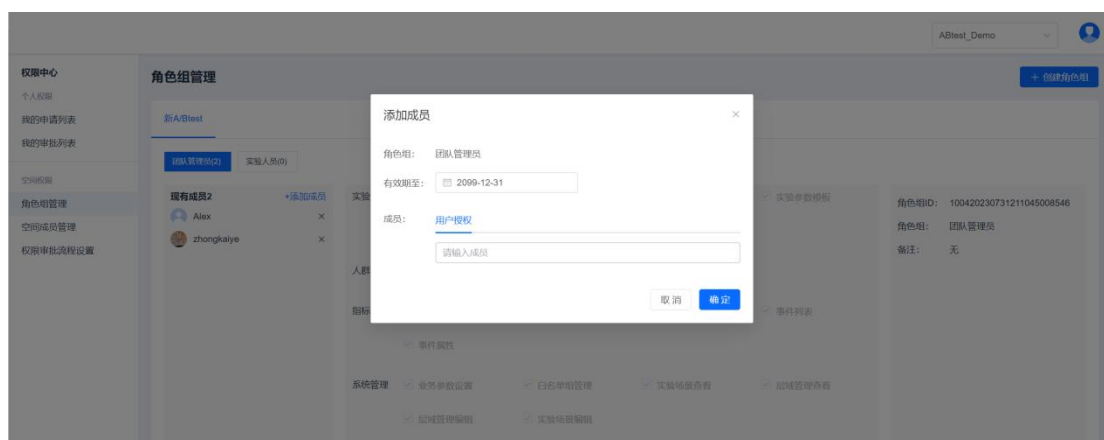 ABtest_Demo
权限中心
角色组管理
+ 创建角色组
个人权限
我的申请列表
新A/Btest
我的审批列表
团队管理员(2)
实验人员(0)
空间权限
角色组管理
空间成员管理
权限审批流程设置
现有成员2
+添加成员
Alex
zhongkaiye
添加成员
角色组:
团队管理员
有效期至:
2099-12-31
成员:
用户授权
请输入成员
取消
确定
实验
实验参数模板
人群
指标
事件列表
事件属性
系统管理
业务参数设置
白名单组管理
实验场景查看
层域管理查看
层域管理编辑
实验场景编辑
角色组ID:
100420230731211045008546
角色组:
团队管理员
备注:
无